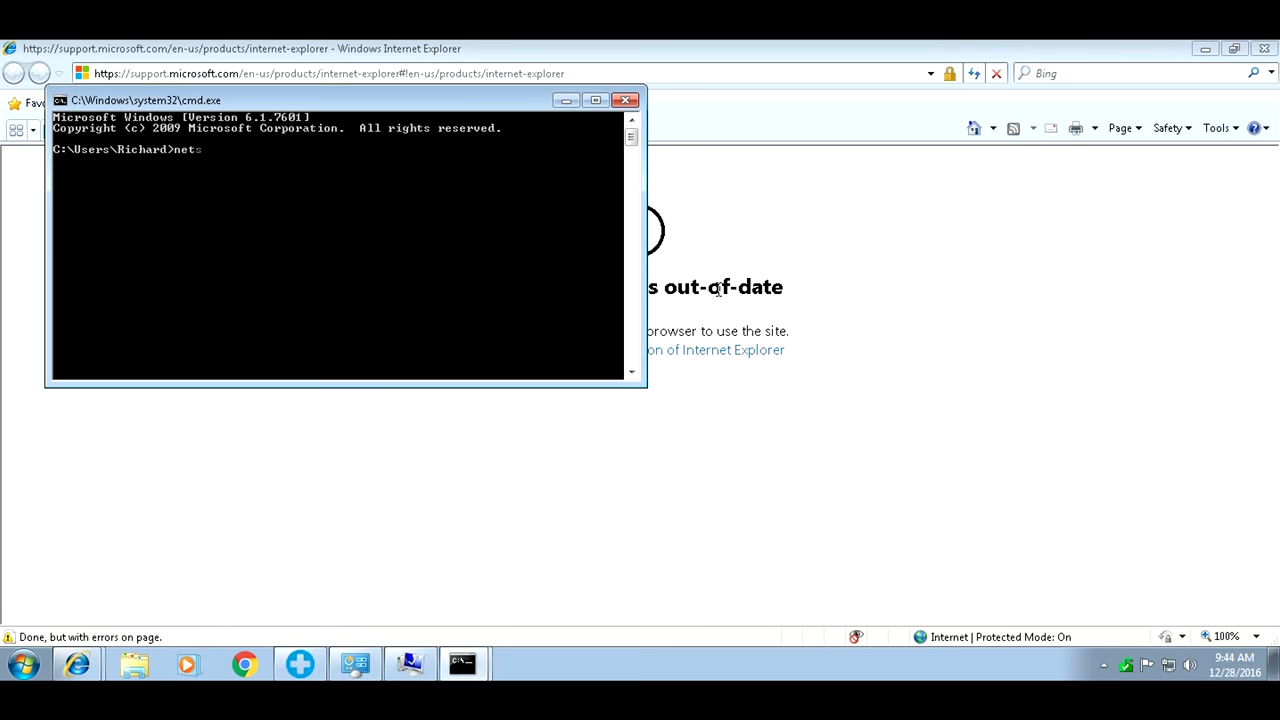 https://support.microsoft.com/en-us/products/internet-explorer - Windows Internet Explorer
https://support.microsoft.com/en-us/products/internet-explorer#!en-us/products/internet-explorer
Bing
Favo
C:\Windows\system32\cmd.exe
Page
Safety
Tools
Microsoft Windows [Version 6.1.7601]
Copyright (c) 2009 Microsoft Corporation. All rights reserved.
C:\Users\Richard>nets
s out-of-date
browser to use the site.
on of Internet Explorer
Done, but with errors on page.
Internet | Protected Mode: On
100%
9:44 AM
12/28/2016